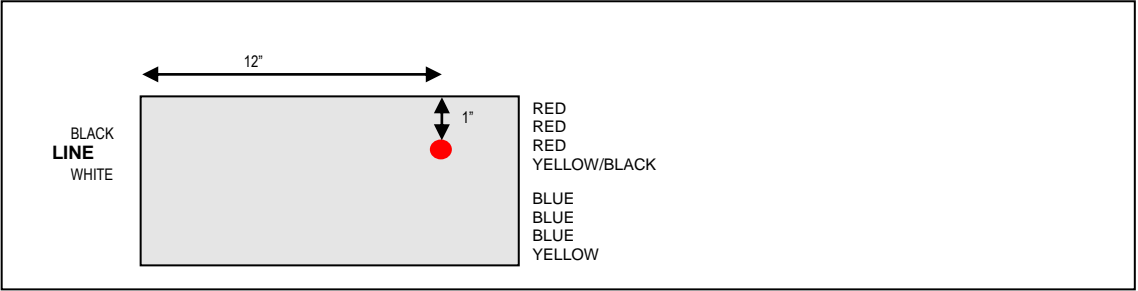 12”
1”
BLACK
LINE
WHITE
RED
RED
RED
YELLOW/BLACK
BLUE
BLUE
BLUE
YELLOW